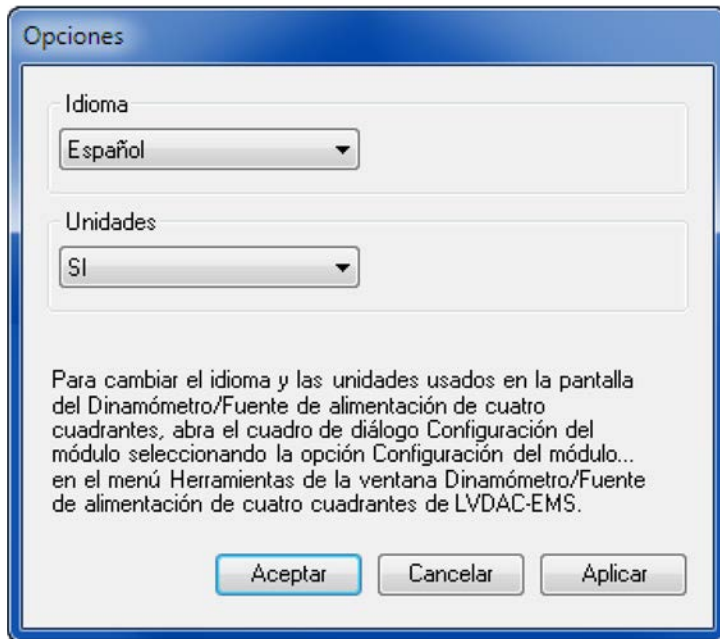 Opciones
Idioma
Español
Unidades
SI
Para cambiar el idioma y las unidades usados en la pantalla
del Dinamómetro/Fuente de alimentación de cuatro
cuadrantes, abra el cuadro de diálogo Configuración del
módulo seleccionando la opción Configuración del módulo...
en el menú Herramientas de la ventana Dinamómetro/Fuente
de alimentación de cuatro cuadrantes de LVDAC-EMS.
Aceptar Cancelar Aplicar